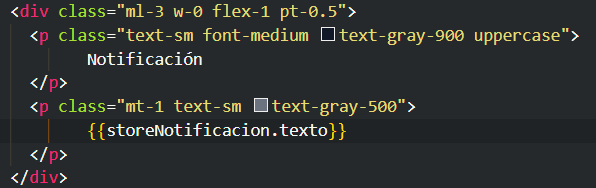 <div class="ml-3 w-0 flex-1 pt-0.5">
<p class="text-sm font-medium text-gray-900 uppercase">
Notificación
</p>
<p class="mt-1 text-sm text-gray-500">
{{storeNotificacion.texto}}
</p>
</div>